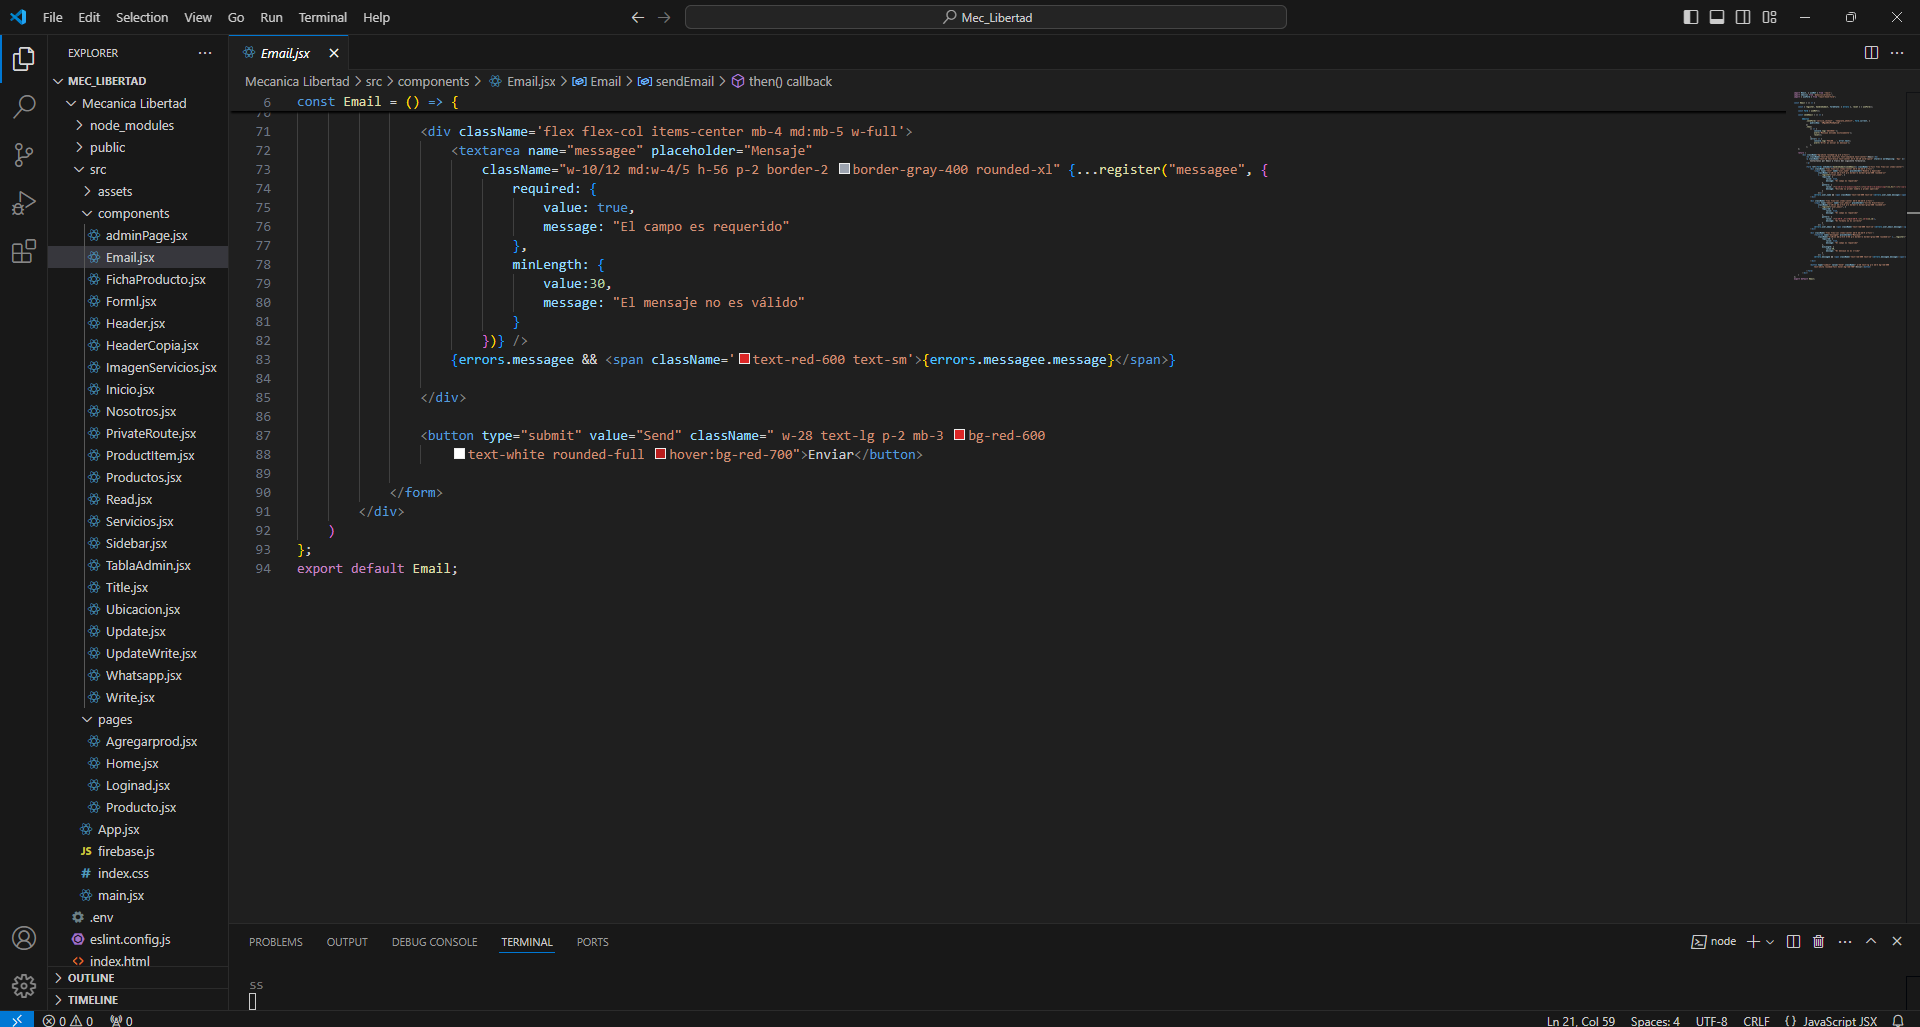 File Edit Selection View Go Run Terminal Help
Mec_Libertad
EXPLORER
MEC_LIBERTAD
Mecanica Libertad
node_modules
public
src
assets
components
adminPage.jsx
Email.jsx
FichaProducto.jsx
Forml.jsx
Header.jsx
HeaderCopia.jsx
ImagenServicios.jsx
Inicio.jsx
Nosotros.jsx
PrivateRoute.jsx
ProductItem.jsx
Productos.jsx
Read.jsx
Servicios.jsx
Sidebar.jsx
TablaAdmin.jsx
Title.jsx
Ubicacion.jsx
Update.jsx
UpdateWrite.jsx
Whatsapp.jsx
Write.jsx
pages
Agregarprod.jsx
Home.jsx
Loginad.jsx
Producto.jsx
App.jsx
JS firebase.js
# index.css
main.jsx
.env
eslint.config.js
<> index.html
OUTLINE
TIMELINE
Email.jsx
Mecanica Libertad > src > components > Email.jsx > Email > sendEmail > then() callback
6 const Email = () => {
70
71 <div className='flex flex-col items-center mb-4 md:mb-5 w-full'>
72 <textarea name="messagee" placeholder="Mensaje"
73 className="w-10/12 md:w-4/5 h-56 p-2 border-2 border-gray-400 rounded-xl" {...register("messagee", {
74 required: {
75 value: true,
76 message: "El campo es requerido"
77 },
78 minLength: {
79 value:30,
80 message: "El mensaje no es válido"
81 }
82 })} />
83 {errors.messagee && <span className='text-red-600 text-sm'>{errors.messagee.message}</span>}
84
85 </div>
86
87 <button type="submit" value="Send" className=" w-28 text-lg p-2 mb-3 bg-red-600
88 text-white rounded-full hover:bg-red-700">Enviar</button>
89
90 </form>
91 </div>
92 )
93 };
94 export default Email;
PROBLEMS OUTPUT DEBUG CONSOLE TERMINAL PORTS
node
ss
0 0 0
Ln 21, Col 59 Spaces: 4 UTF-8 CRLF {} JavaScript JSX